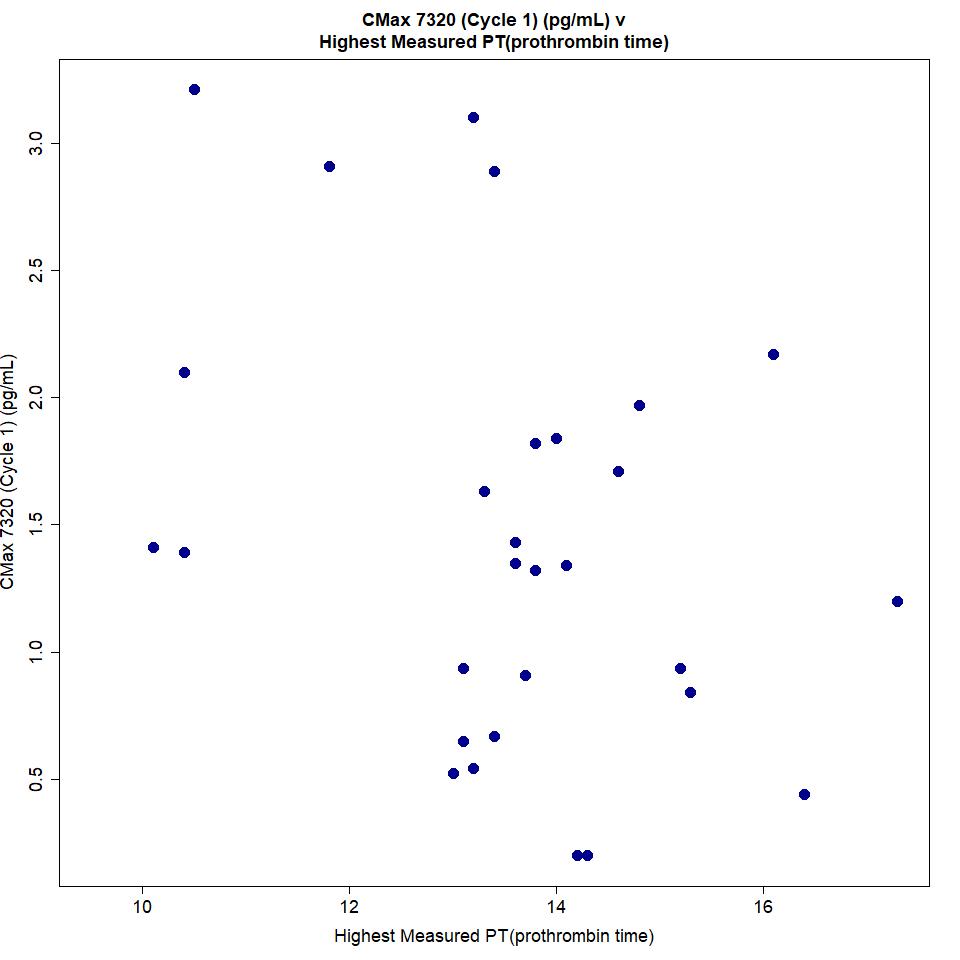 CMax 7320 (Cycle 1) (pg/mL) v
Highest Measured PT(prothrombin time)
3.0
2.5
2.0
1.5
1.0
0.5
CMax 7320 (Cycle 1) (pg/mL)
10
12
14
16
Highest Measured PT(prothrombin time)